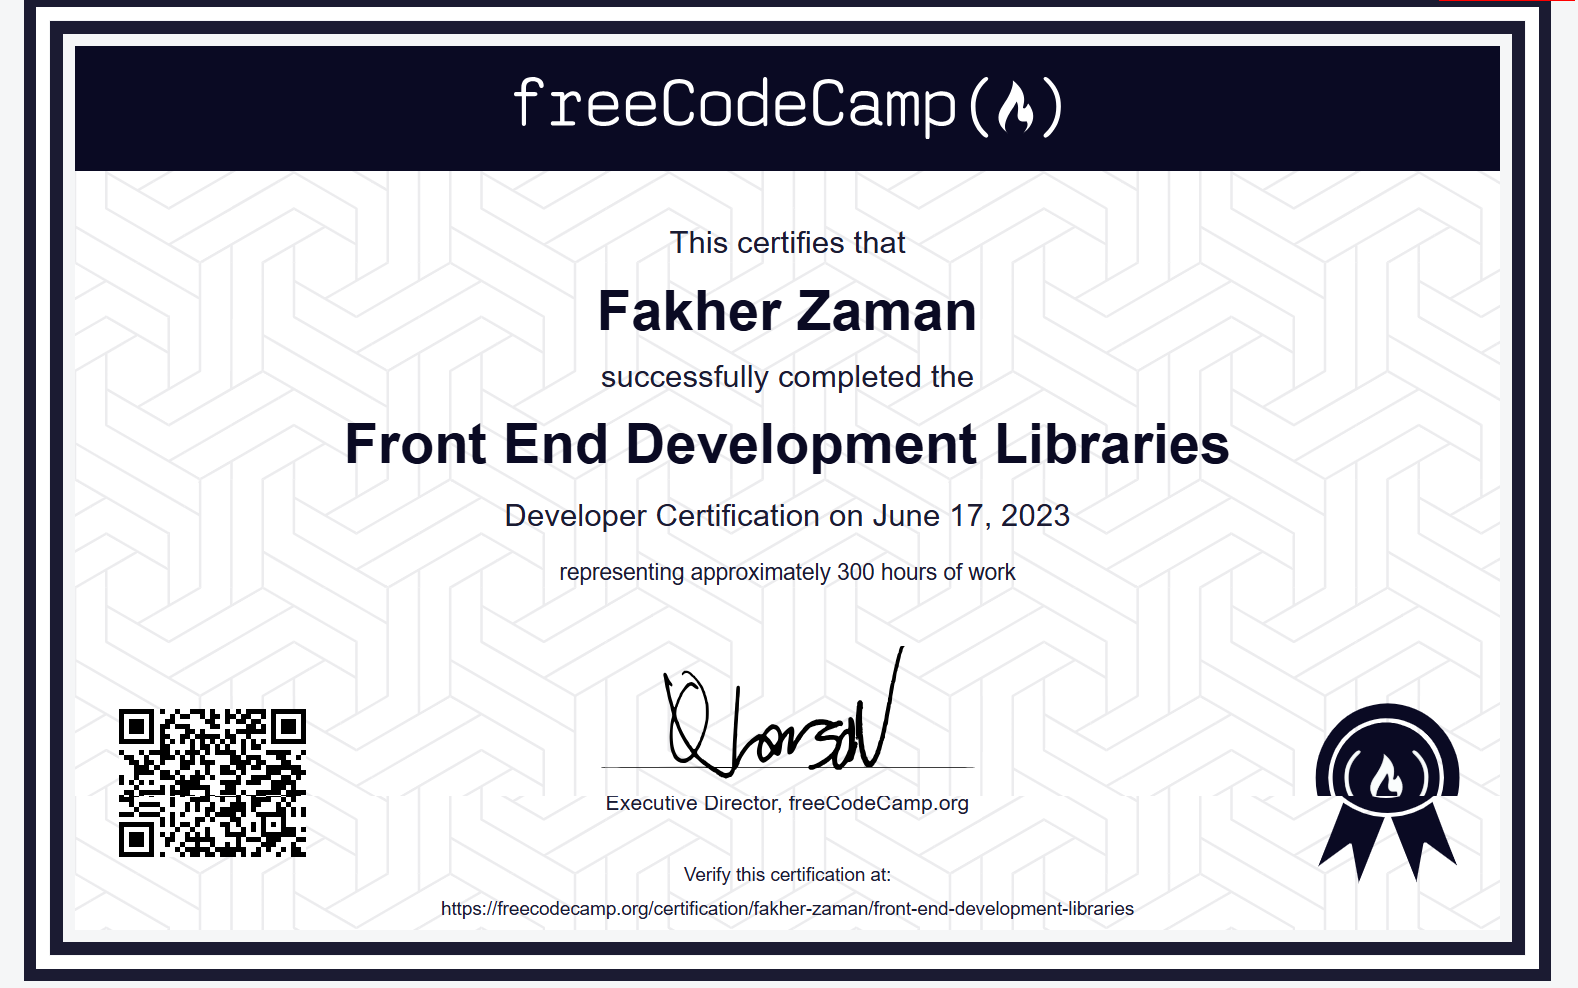 freeCodeCamp
This certifies that
Fakher Zaman
successfully completed the
Front End Development Libraries
Developer Certification on June 17, 2023
representing approximately 300 hours of work
Executive Director, freeCodeCamp.org
Verify this certification at:
https://freecodecamp.org/certification/fakher-zaman/front-end-development-libraries